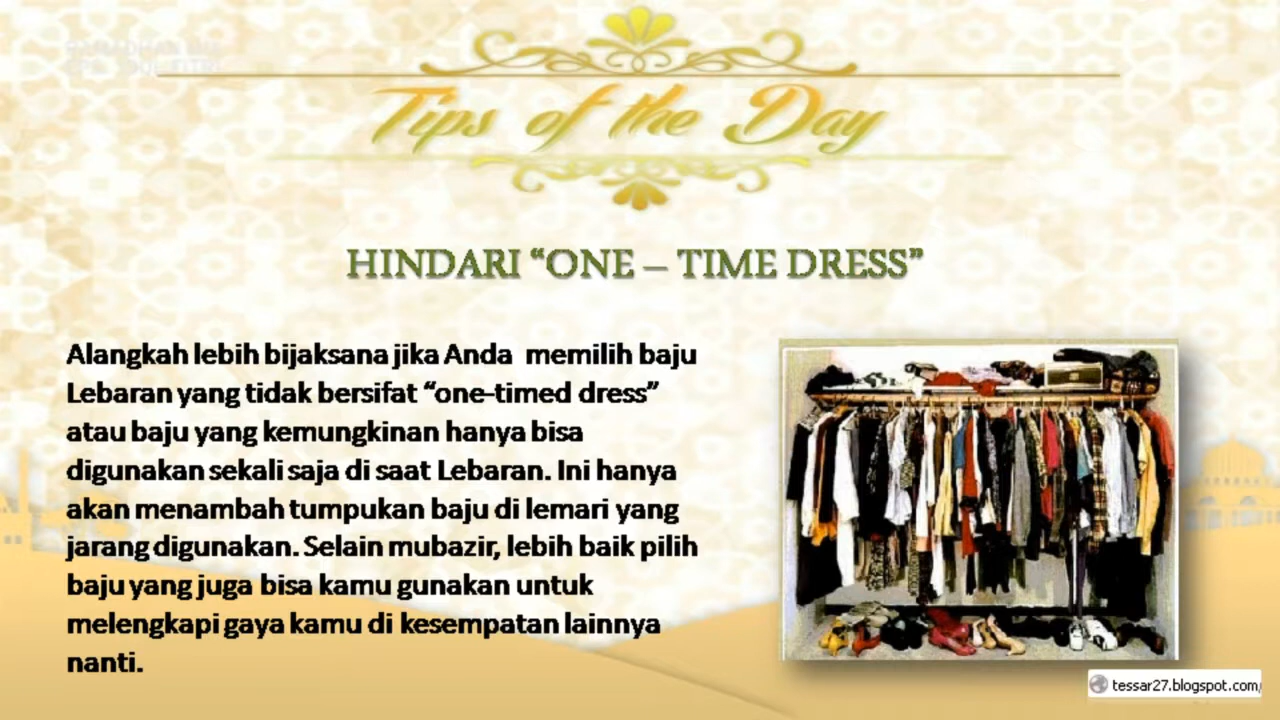 Tips of the Day
HINDARI “ONE – TIME DRESS”
Alangkah lebih bijaksana jika Anda memilih baju
Lebaran yang tidak bersifat “one-timed dress”
atau baju yang kemungkinan hanya bisa
digunakan sekali saja di saat Lebaran. Ini hanya
akan menambah tumpukan baju di lemari yang
jarang digunakan. Selain mubazir, lebih baik pilih
baju yang juga bisa kamu gunakan untuk
melengkapi gaya kamu di kesempatan lainnya
nanti.
tessar27.blogspot.com/